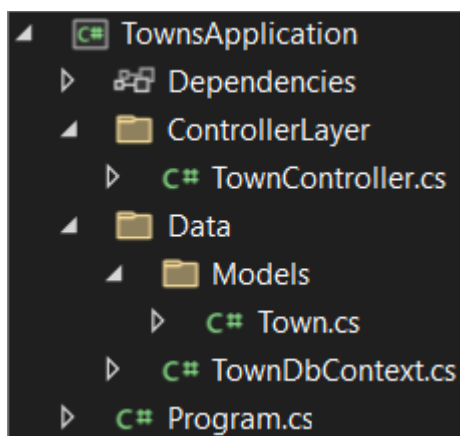 C# TownsApplication
Dependencies
ControllerLayer
C# TownController.cs
Data
Models
C# Town.cs
C# TownDbContext.cs
C# Program.cs